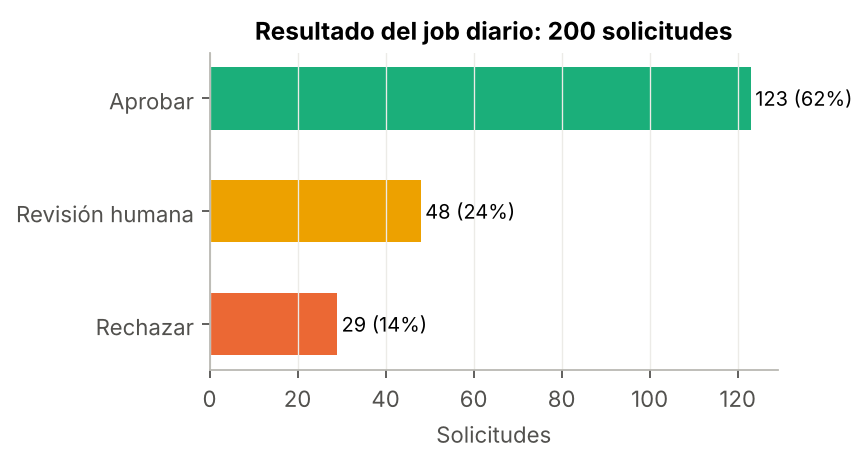 Resultado del job diario: 200 solicitudes
Aprobar
123 (62%)
Revisión humana
48 (24%)
Rechazar
29 (14%)
0 20 40 60 80 100 120
Solicitudes